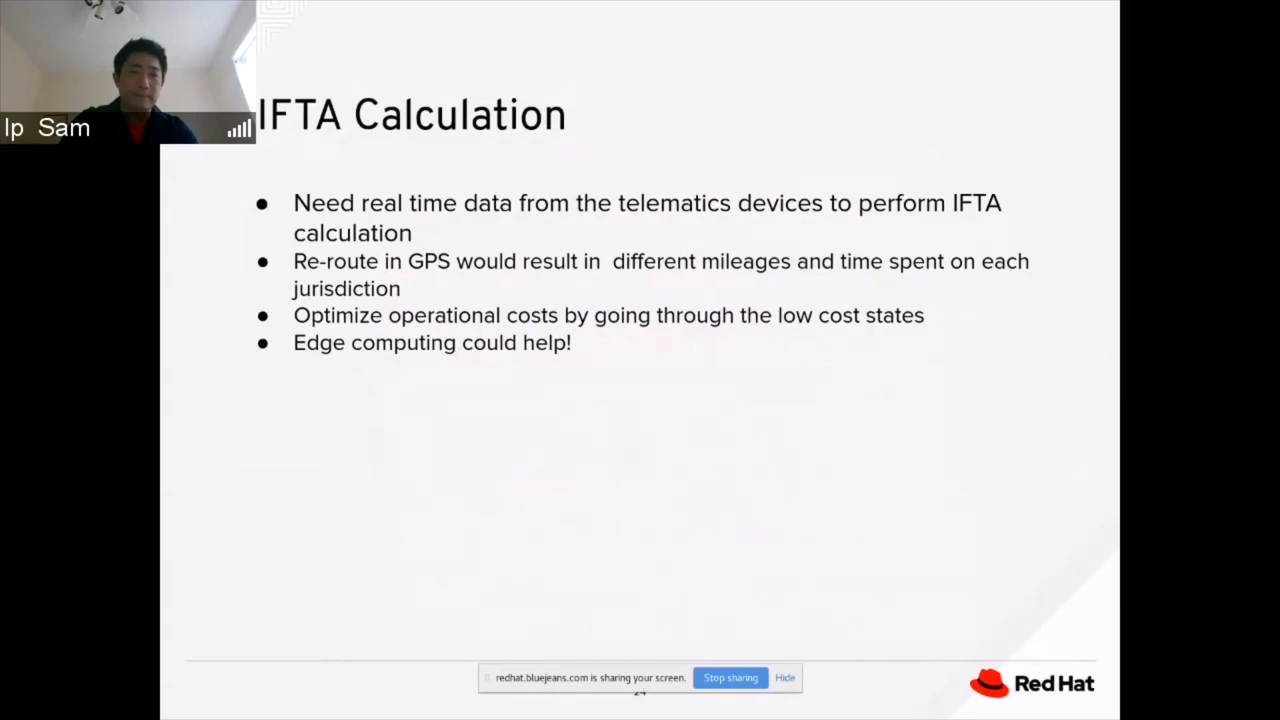 Ip Sam
IFTA Calculation
● Need real time data from the telematics devices to perform IFTA
calculation
● Re-route in GPS would result in different mileages and time spent on each
jurisdiction
● Optimize operational costs by going through the low cost states
● Edge computing could help!
redhat.bluejeans.com is sharing your screen. Stop sharing Hide
Red Hat